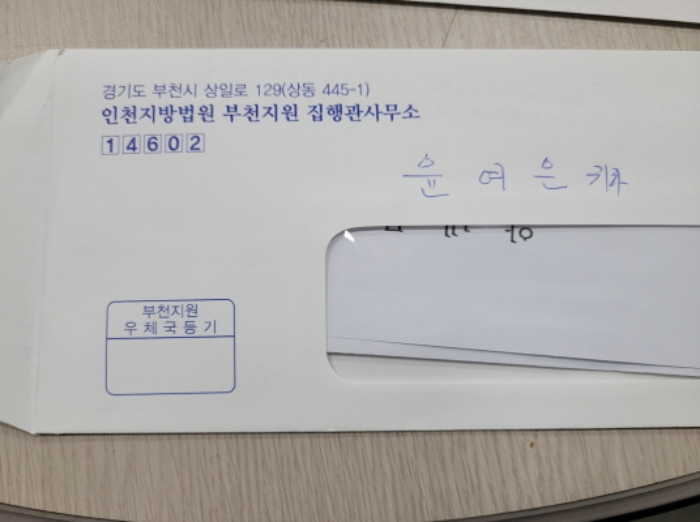 경기도 부천시 상일로 129(상동 445-1)
인천지방법원 부천지원 집행관사무소
14602
윤여은 귀하
부천지원
우체국등기